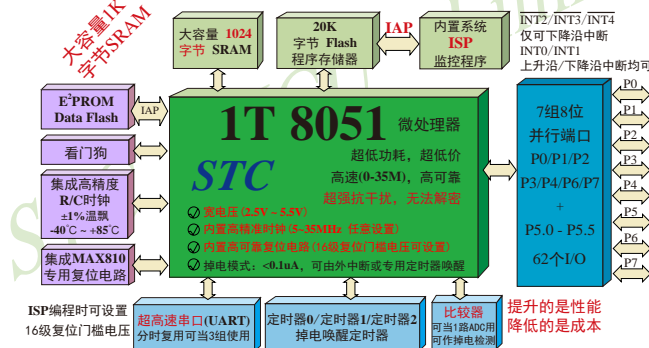 大容量1K
字节SRAM
大容量 1024
字节 SRAM
20K
字节 Flash
程序存储器
IAP
内置系统
ISP
监控程序
INT2/INT3/INT4
仅可下降沿中断
INT0/INT1
上升沿/下降沿中断均可
E²PROM
Data Flash
IAP
看门狗
集成高精度
R/C时钟
±1%温飘
-40℃~+85℃
集成MAX810
专用复位电路
1T 8051 微处理器
STC
超低功耗，超低价
高速(0-35M)，高可靠
超强抗干扰，无法解密
宽电压(2.5V~5.5V)
内置高精准时钟(5~35MHz 任意设置)
内置高可靠复位电路(16级复位门槛电压可设置)
掉电模式：<0.1uA，可由外中断或专用定时器唤醒
7组8位
并行端口
P0/P1/P2
P3/P4/P6/P7
+
P5.0 - P5.5
62个I/O
P0
P1
P2
P3
P4
P5
P6
P7
ISP编程时可设置
16级复位门槛电压
超高速串口(UART)
分时复用可当3组使用
定时器0/定时器1/定时器2
掉电唤醒定时器
比较器
可当1路ADC用
可作掉电检测
提升的是性能
降低的是成本